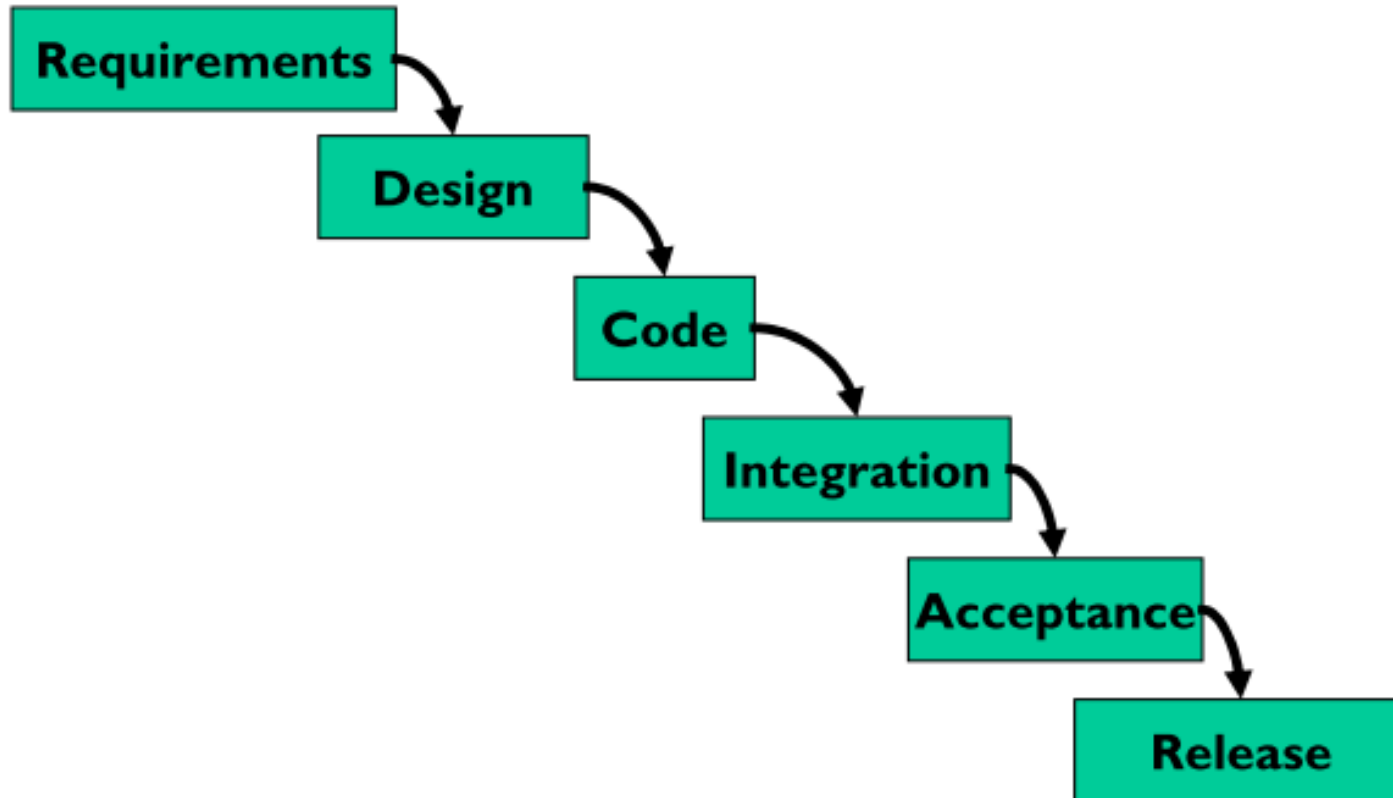 Requirements
Design
Code
Integration
Acceptance
Release